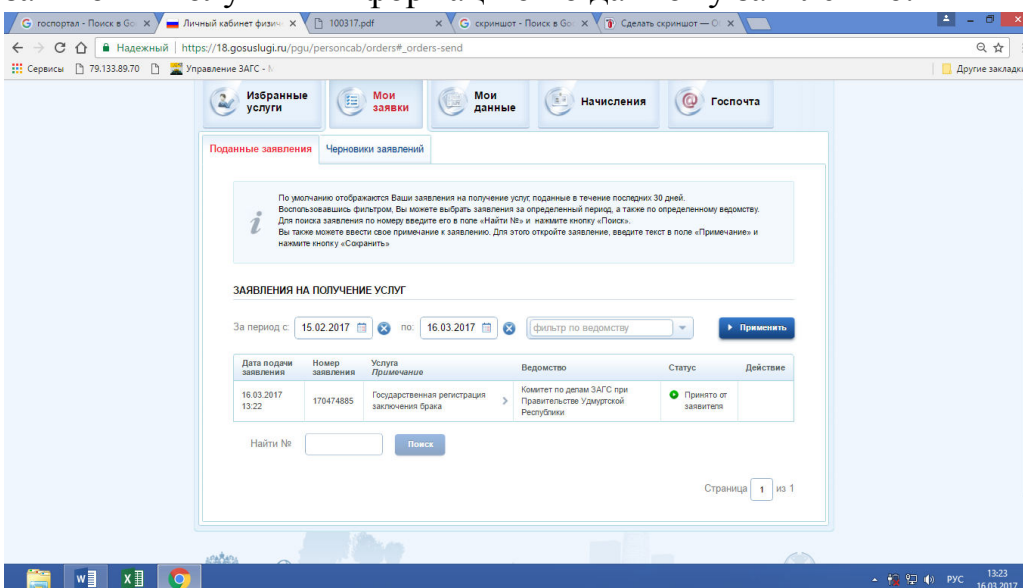 госпортал - Поиск в Go
Личный кабинет физич
100317.pdf
скриншот - Поиск в Go
Сделать скриншот — Oc
Надежный https://18.gosuslugi.ru/pgu/personcab/orders#_orders-send
Сервисы 79.133.89.70 Управление ЗАГС - Другие закладки
Избранные услуги
Мои заявки
Мои данные
Начисления
Госпочта
Поданные заявления Черновики заявлений
По умолчанию отображаются Ваши заявления на получение услуг, поданные в течение последних 30 дней.
Воспользовавшись фильтром, Вы можете выбрать заявления за определенный период, а также по определенному ведомству.
Для поиска заявления по номеру введите его в поле «Найти №» и нажмите кнопку «Поиск».
Вы также можете ввести свое примечание к заявлению. Для этого откройте заявление, введите текст в поле «Примечание» и
нажмите кнопку «Сохранить»
ЗАЯВЛЕНИЯ НА ПОЛУЧЕНИЕ УСЛУГ
За период с: 15.02.2017 по: 16.03.2017 фильтр по ведомству Применить
Дата подачи заявления
Номер заявления
Услуга
Примечание
Ведомство
Статус
Действие
16.03.2017
13:22
170474885
Государственная регистрация
заключения брака
Комитет по делам ЗАГС при
Правительстве Удмуртской
Республики
Принято от
заявителя
Найти № Поиск
Страница 1 из 1
РУС
13:23
16.03.2017